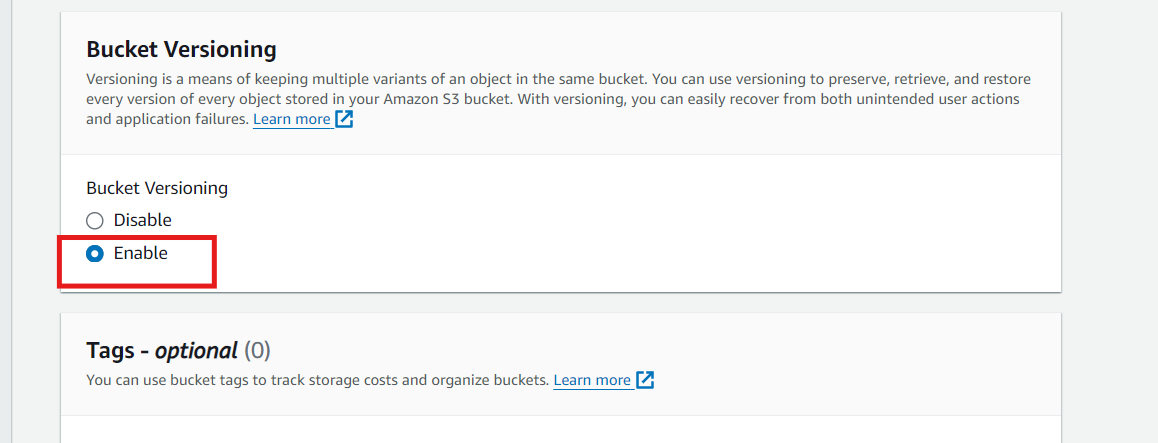 Bucket Versioning
Versioning is a means of keeping multiple variants of an object in the same bucket. You can use versioning to preserve, retrieve, and restore
every version of every object stored in your Amazon S3 bucket. With versioning, you can easily recover from both unintended user actions
and application failures. Learn more
Bucket Versioning
Disable
Enable
Tags - optional (0)
You can use bucket tags to track storage costs and organize buckets. Learn more